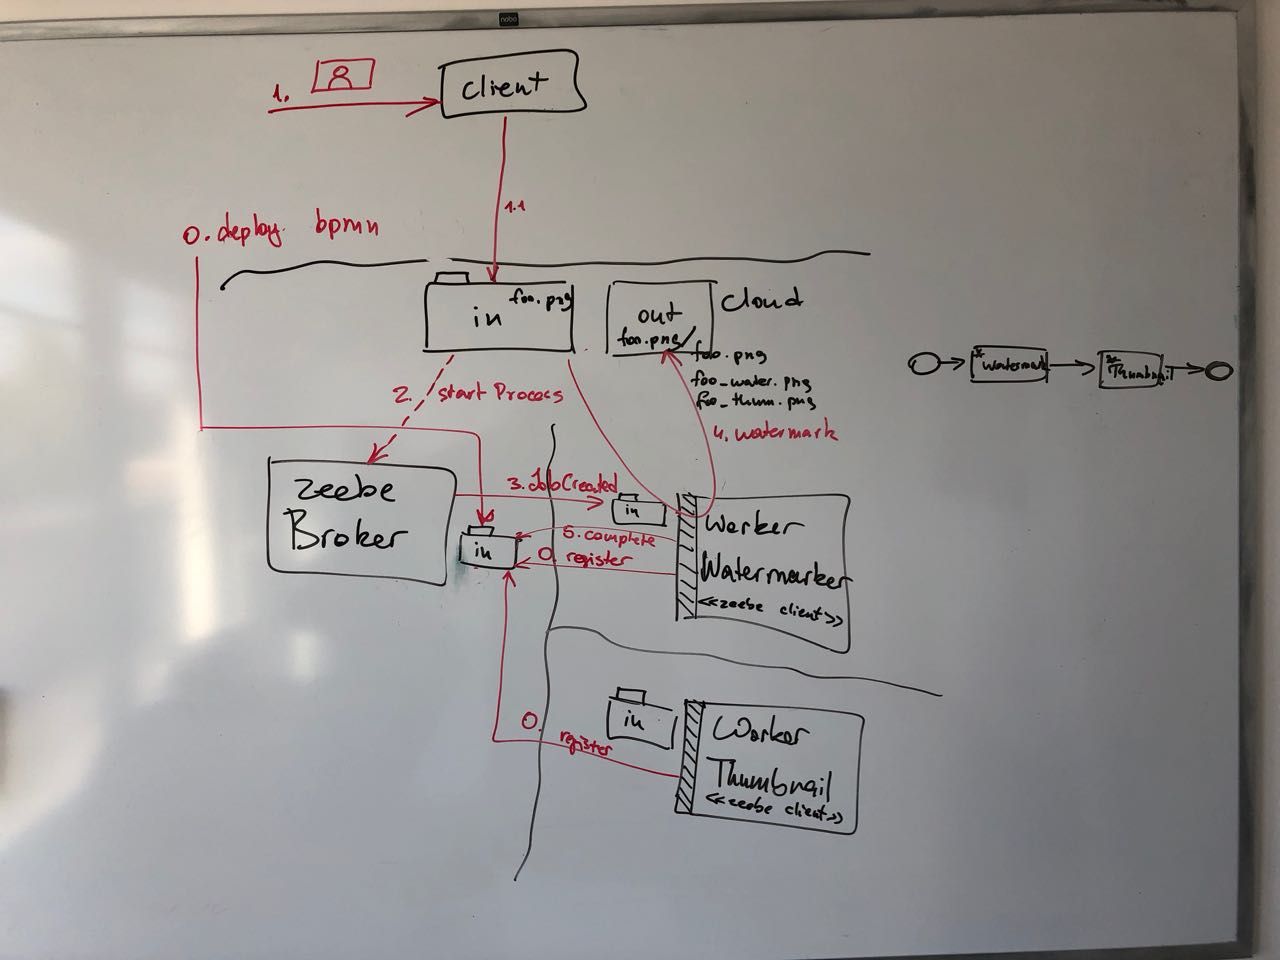 nobo
1.
client
1.1
0. deploy bpmn
in
foo.png
out
foo.png
cloud
foo.png
foo_water.png
foo_thum.png
4. watermark
2. start Process
* Watermark
* Thumbnail
zeebe
Broker
in
3. JobCreated
in
5. complete
0. register
Worker
Watermarker
<<zeebe client>>
in
0.
register
Worker
Thumbnail
<<zeebe client>>